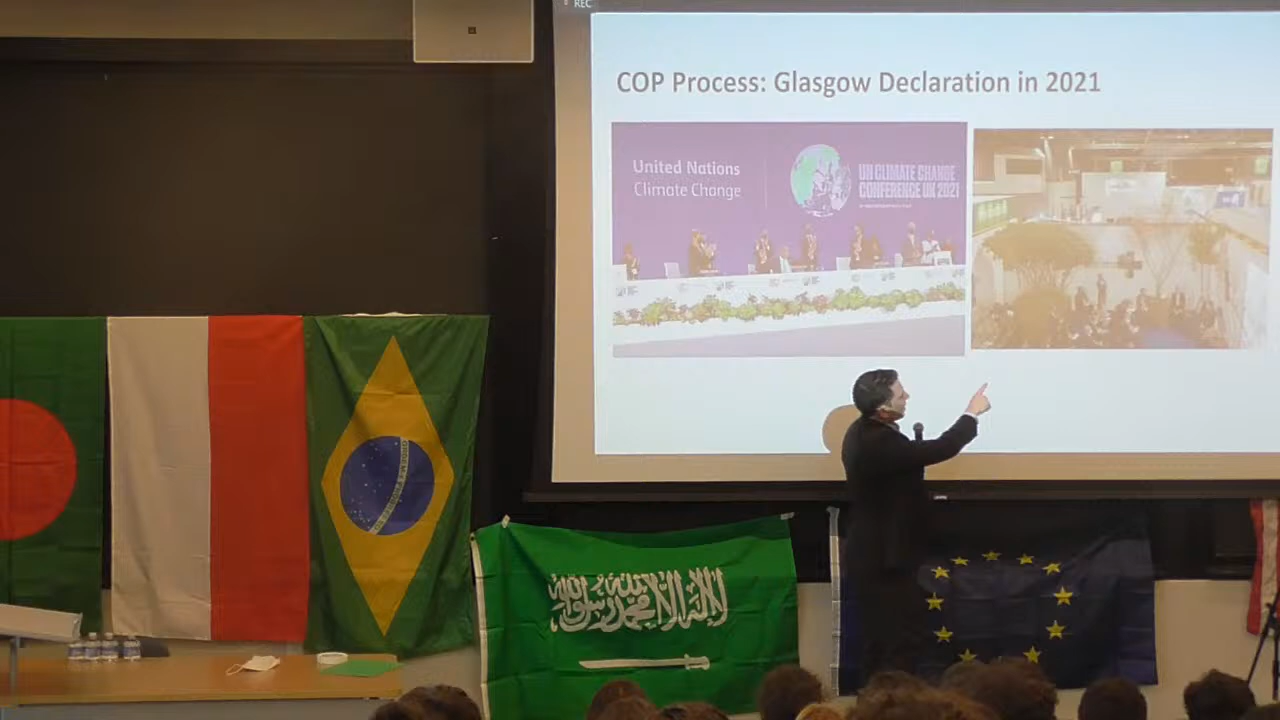 REC
COP Process: Glasgow Declaration in 2021
United Nations
Climate Change
UN CLIMATE CHANGE
CONFERENCE UK 2021
لا إله إلا الله محمد رسول الله